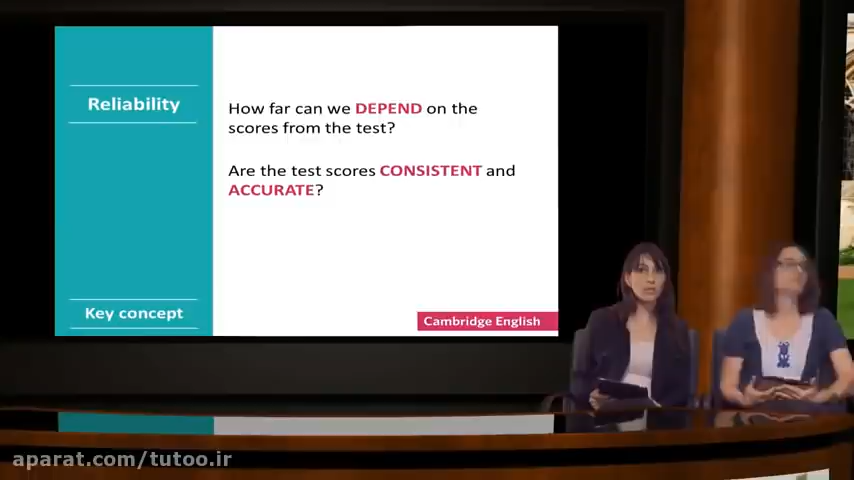 Reliability
How far can we DEPEND on the
scores from the test?
Are the test scores CONSISTENT and
ACCURATE?
Key concept
Cambridge English
aparat.com/tutoo.ir